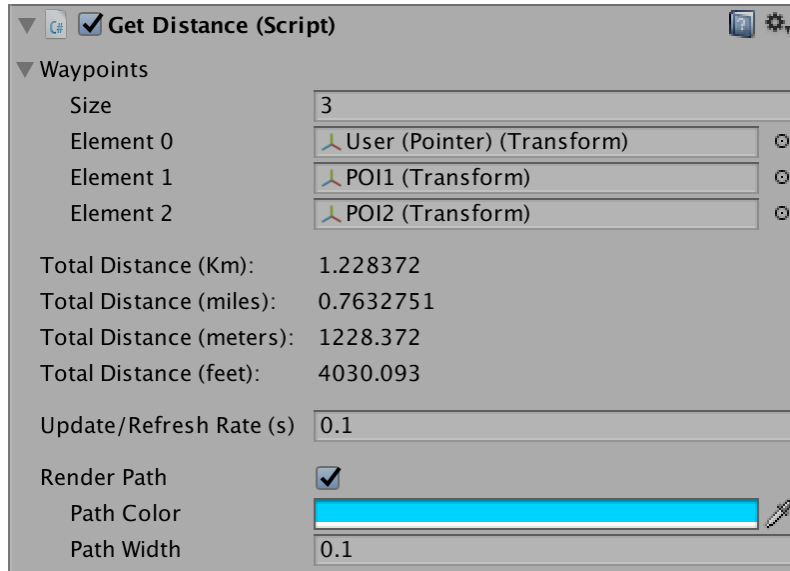 C# Get Distance (Script)
Waypoints
Size 3
Element 0 User (Pointer) (Transform)
Element 1 POI1 (Transform)
Element 2 POI2 (Transform)
Total Distance (Km): 1.228372
Total Distance (miles): 0.7632751
Total Distance (meters): 1228.372
Total Distance (feet): 4030.093
Update/Refresh Rate (s) 0.1
Render Path
Path Color
Path Width 0.1